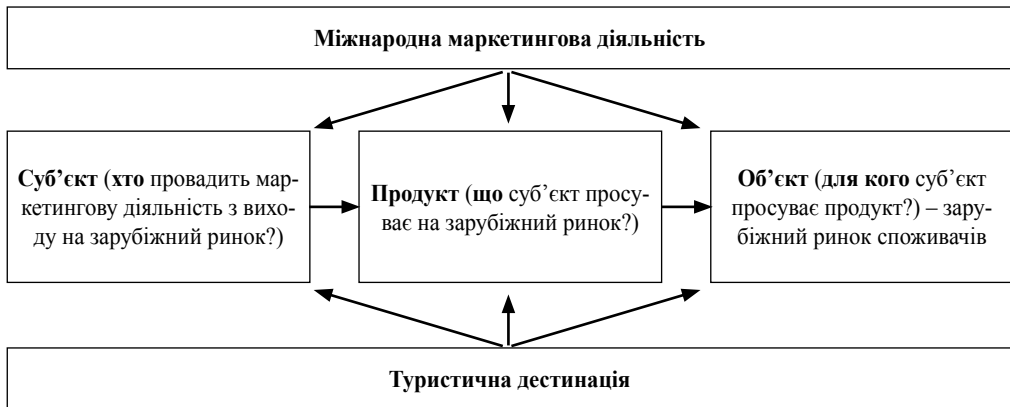 Міжнародна маркетингова діяльність
Суб’єкт (хто провадить мар-
кетингову діяльність з вихо-
ду на зарубіжний ринок?)
Продукт (що суб’єкт просу-
ває на зарубіжний ринок?)
Об’єкт (для кого суб’єкт
просуває продукт?) – зару-
біжний ринок споживачів
Туристична дестинація